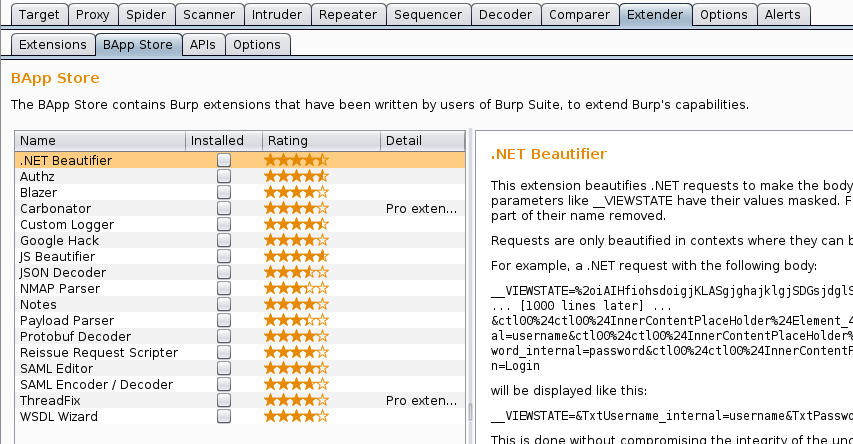 Target Proxy Spider Scanner Intruder Repeater Sequencer Decoder Comparer Extender Options Alerts
Extensions BApp Store APIs Options
BApp Store
The BApp Store contains Burp extensions that have been written by users of Burp Suite, to extend Burp's capabilities.
Name Installed Rating Detail
.NET Beautifier
Authz
Blazer
Carbonator Pro exten...
Custom Logger
Google Hack
JS Beautifier
JSON Decoder
NMAP Parser
Notes
Payload Parser
Protobuf Decoder
Reissue Request Scripter
SAML Editor
SAML Encoder / Decoder
ThreadFix Pro exten...
WSDL Wizard
.NET Beautifier
This extension beautifies .NET requests to make the body
parameters like __VIEWSTATE have their values masked. F
part of their name removed.
Requests are only beautified in contexts where they can b
For example, a .NET request with the following body:
__VIEWSTATE=%2oiAIHfiohsdoigjKLASgjghajklgjSDGsjdglS
... [1000 lines later] ...
&ctl00%24ctl00%24InnerContentPlaceHolder%24Element_4
al=username&ctl00%24ctl00%24InnerContentPlaceHolder%
word_internal=password&ctl00%24ctl00%24InnerContentP
n=Login
will be displayed like this:
__VIEWSTATE=&TxtUsername_internal=username&TxtPasswo
This is done without compromising the integrity of the und